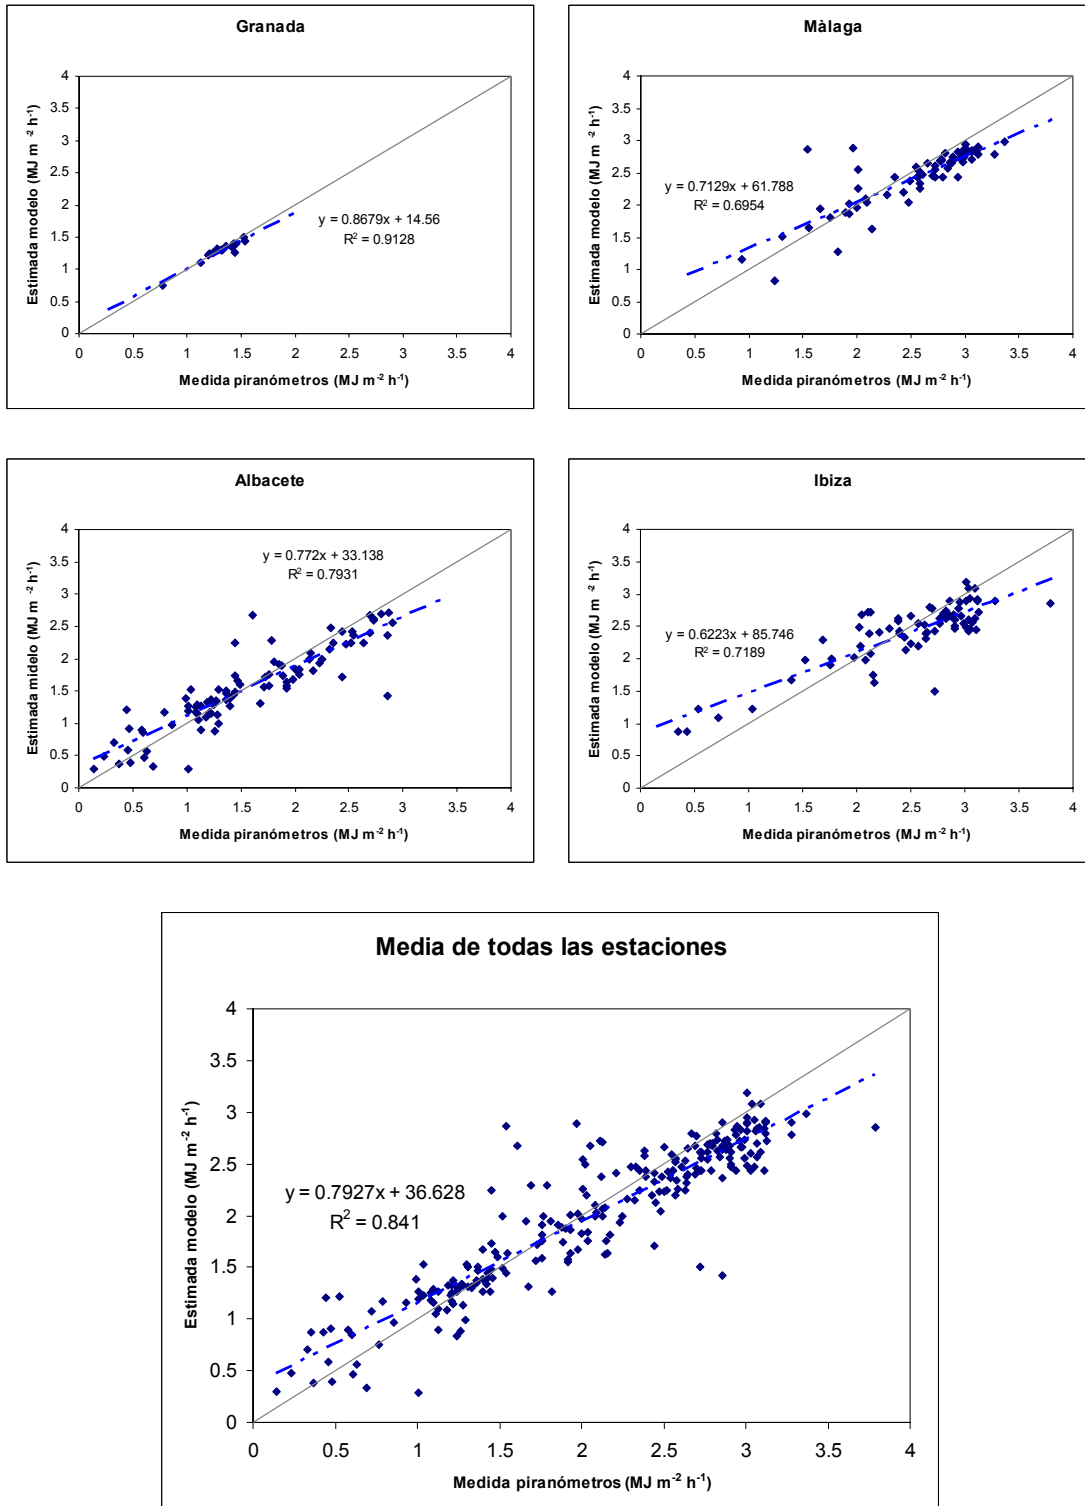 Granada
4
3.5
3
2.5
2
1.5
1
0.5
0
0 0.5 1 1.5 2 2.5 3 3.5 4
Estimada modelo (MJ m⁻² h⁻¹)
y = 0.8679x + 14.56
R² = 0.9128
Medida piranómetros (MJ m⁻² h⁻¹)
Màlaga
4
3.5
3
2.5
2
1.5
1
0.5
0
0 0.5 1 1.5 2 2.5 3 3.5 4
Estimada modelo (MJ m⁻² h⁻¹)
y = 0.7129x + 61.788
R² = 0.6954
Medida piranómetros (MJ m⁻² h⁻¹)
Albacete
4
3.5
3
2.5
2
1.5
1
0.5
0
0 0.5 1 1.5 2 2.5 3 3.5 4
Estimada midelo (MJ m⁻² h⁻¹)
y = 0.772x + 33.138
R² = 0.7931
Medida piranómetros (MJ m⁻² h⁻¹)
Ibiza
4
3.5
3
2.5
2
1.5
1
0.5
0
0 0.5 1 1.5 2 2.5 3 3.5 4
Estimada modelo (MJ m⁻² h⁻¹)
y = 0.6223x + 85.746
R² = 0.7189
Medida piranómetros (MJ m⁻² h⁻¹)
Media de todas las estaciones
4
3.5
3
2.5
2
1.5
1
0.5
0
0 0.5 1 1.5 2 2.5 3 3.5 4
Estimada modelo (MJ m⁻² h⁻¹)
y = 0.7927x + 36.628
R² = 0.841
Medida piranómetros (MJ m⁻² h⁻¹)